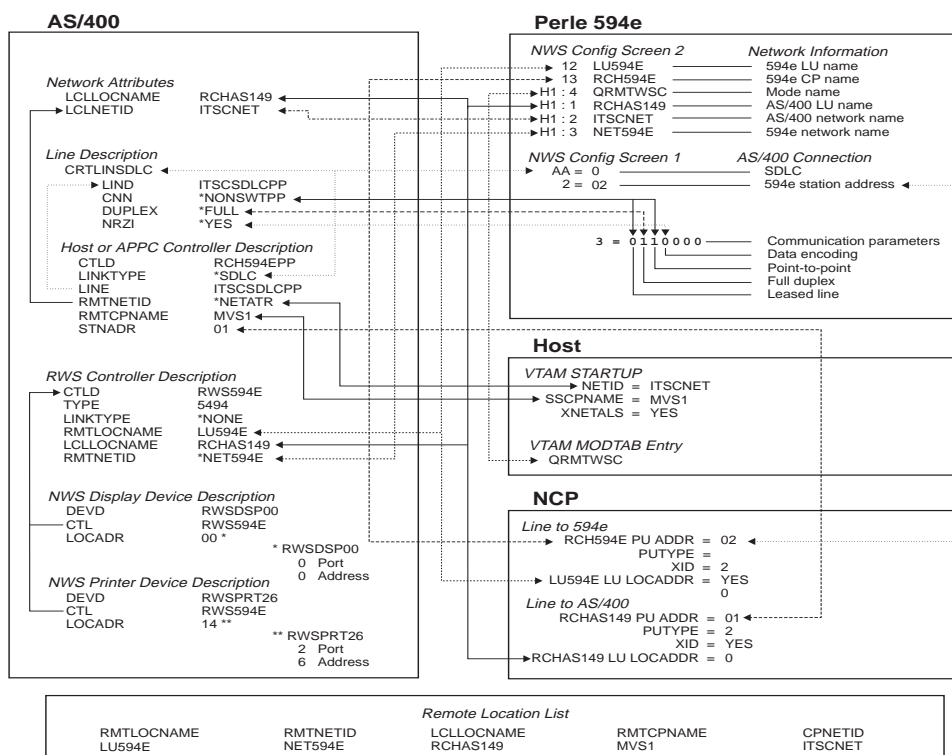 AS/400
Network Attributes
LCLLOCNAME RCHAS149
LCLNETID ITSCNET
Line Description
CRTLINSDLC
LIND ITSCSDLCPP
CNN *NONSWTPP
DUPLEX *FULL
NRZI *YES
Host or APPC Controller Description
CTLD RCH594EPP
LINKTYPE *SDLC
LINE ITSCSDLCPP
RMTNETID *NETATR
RMTCPNAME MVS1
STNADR 01
RWS Controller Description
CTLD RWS594E
TYPE 5494
LINKTYPE *NONE
RMTLOCNAME LU594E
LCLLOCNAME RCHAS149
RMTNETID *NET594E
NWS Display Device Description
DEVD RWSDSP00
CTL RWS594E
LOCADR 00 *
* RWSDSP00
0 Port
0 Address
NWS Printer Device Description
DEVD RWSPRT26
CTL RWS594E
LOCADR 14 **
** RWSPRT26
2 Port
6 Address
Perle 594e
NWS Config Screen 2 Network Information
12 LU594E 594e LU name
13 RCH594E 594e CP name
H1 : 4 QRMTWSC Mode name
H1 : 1 RCHAS149 AS/400 LU name
H1 : 2 ITSCNET AS/400 network name
H1 : 3 NET594E 594e network name
NWS Config Screen 1 AS/400 Connection
AA = 0 SDLC
2 = 02 594e station address
3 = 0110000 Communication parameters
Data encoding
Point-to-point
Full duplex
Leased line
Host
VTAM STARTUP
NETID = ITSCNET
SSCPNAME = MVS1
XNETALS = YES
VTAM MODTAB Entry
QRMTWSC
NCP
Line to 594e
RCH594E PU ADDR = 02
PUTYPE =
XID = 2
LU594E LU LOCADDR = YES
0
Line to AS/400
RCHAS149 PU ADDR = 01
PUTYPE = 2
XID = YES
RCHAS149 LU LOCADDR = 0
Remote Location List
RMTLOCNAME RMTNETID LCLLOCNAME RMTCPNAME CPNETID
LU594E NET594E RCHAS149 MVS1 ITSCNET